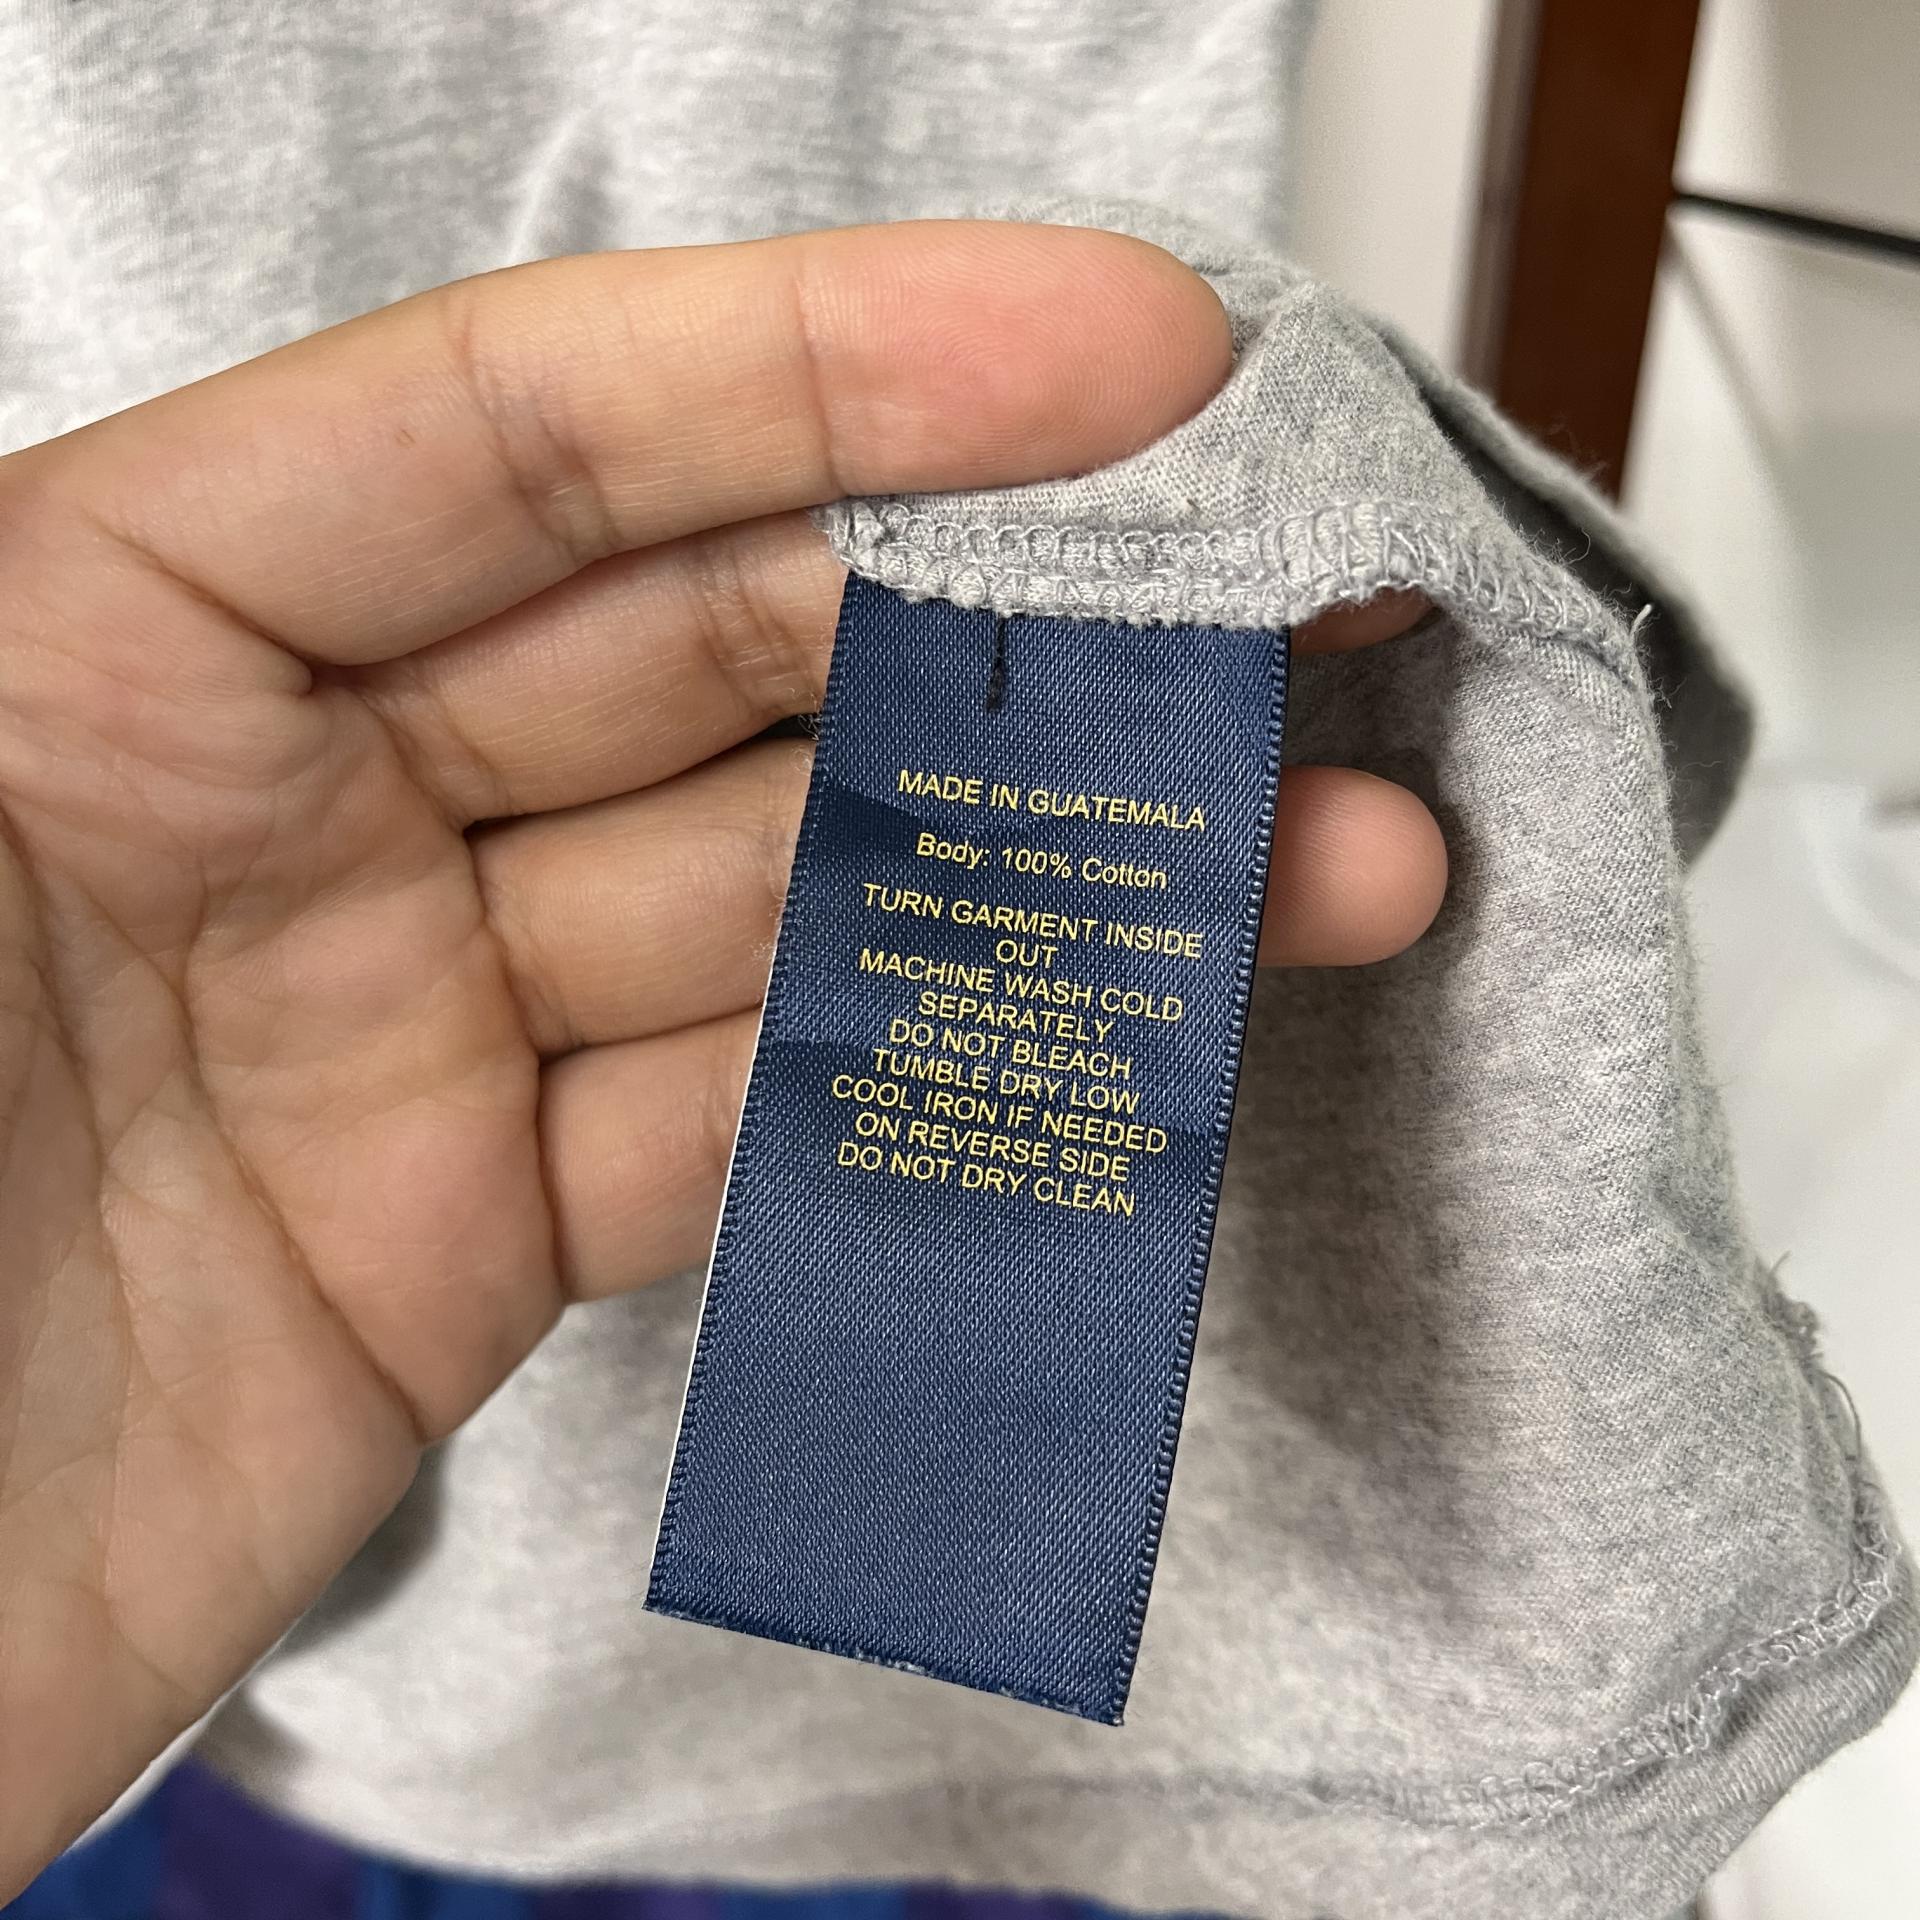 MADE IN GUATEMALA
Body: 100% Cotton
TURN GARMENT INSIDE
OUT
MACHINE WASH COLD
SEPARATELY
DO NOT BLEACH
TUMBLE DRY LOW
COOL IRON IF NEEDED
ON REVERSE SIDE
DO NOT DRY CLEAN